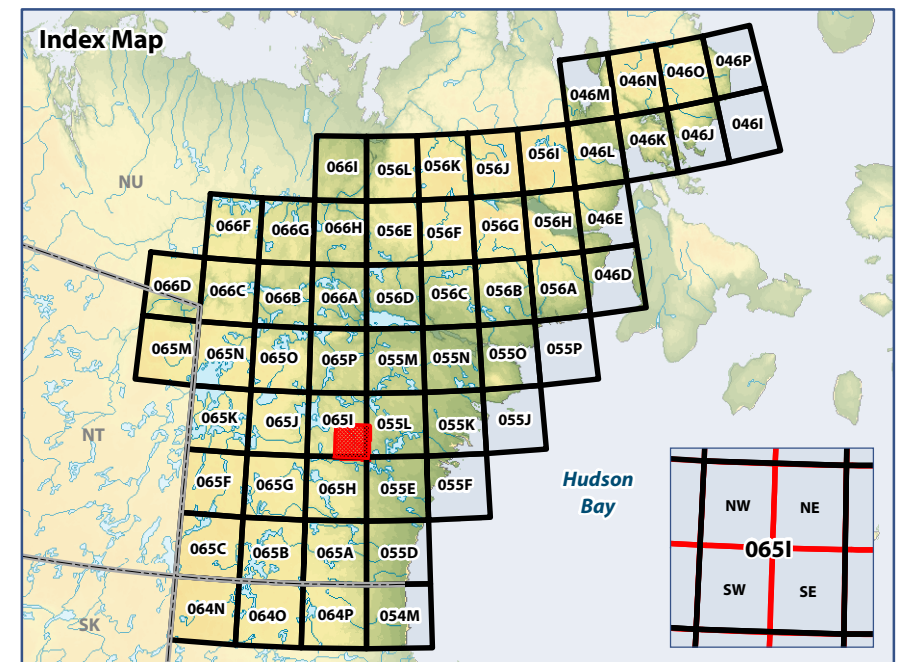 Index Map
046M 046N 046O 046P
066I 056L 056K 056J 056I 046L 046K 046J 046I
NU
066F 066G 066H 056E 056F 056G 056H 046E
066D 066C 066B 066A 056D 056C 056B 056A 046D
065M 065N 065O 065P 055M 055N 055O 055P
NT
065K 065J 065I 055L 055K 055J
065F 065G 065H 055E 055F
Hudson
Bay
065C 065B 065A 055D
SK
064N 064O 064P 054M
NW NE
065I
SW SE